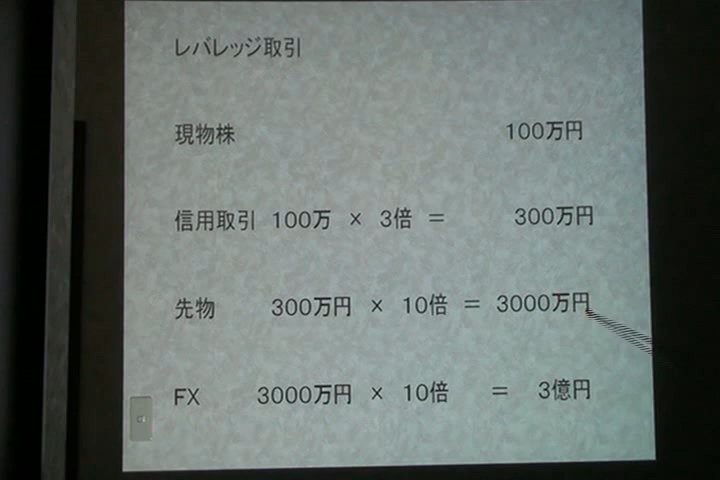 レバレッジ取引
現物株 100万円
信用取引 100万 × 3倍 = 300万円
先物 300万円 × 10倍 = 3000万円
FX 3000万円 × 10倍 = 3億円